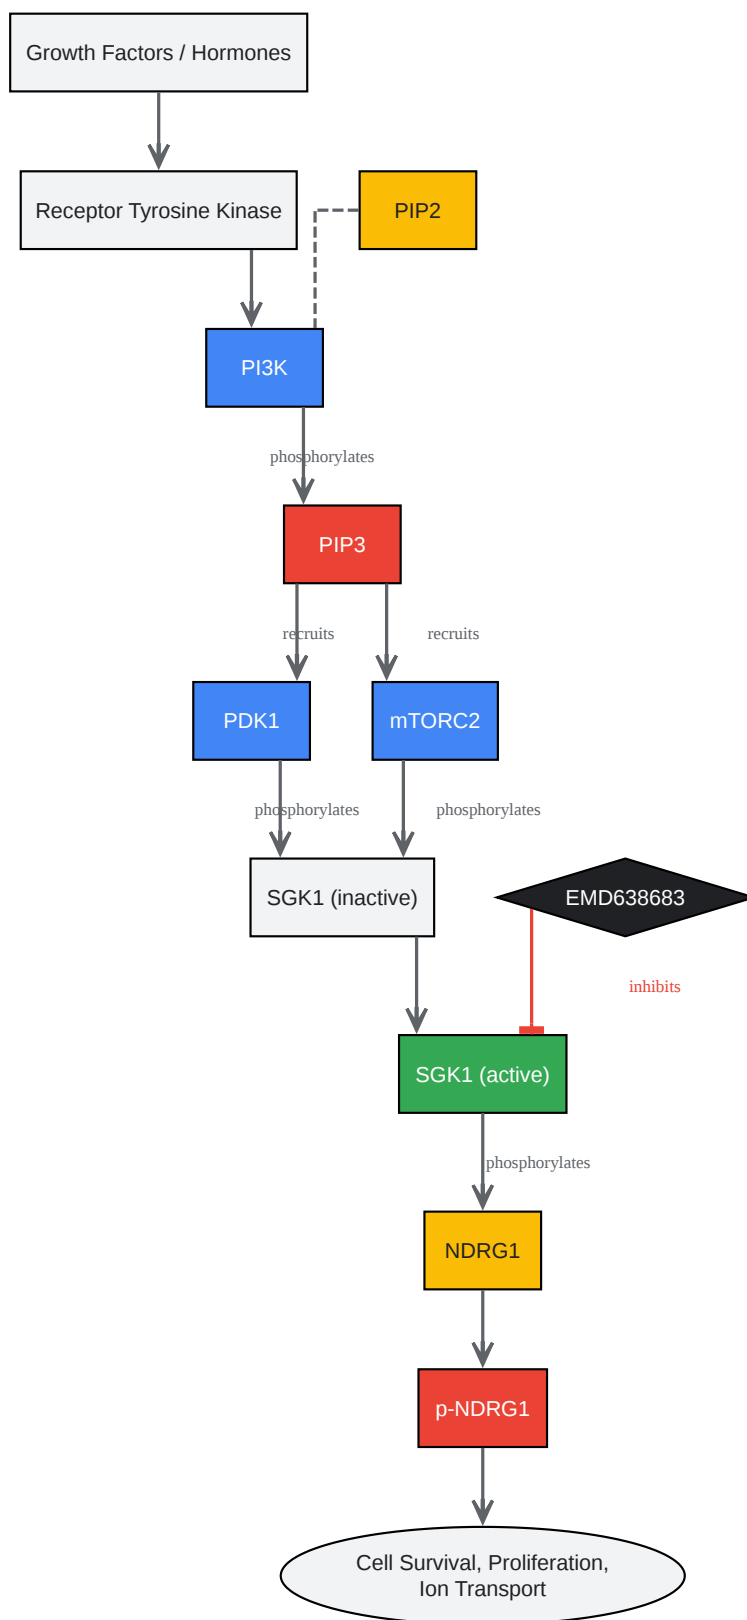 Growth Factors / Hormones
Receptor Tyrosine Kinase
PIP2
PI3K
phosphorylates
PIP3
recruits
recruits
PDK1
mTORC2
phosphorylates
phosphorylates
SGK1 (inactive)
EMD638683
inhibits
SGK1 (active)
phosphorylates
NDRG1
p-NDRG1
Cell Survival, Proliferation,
Ion Transport